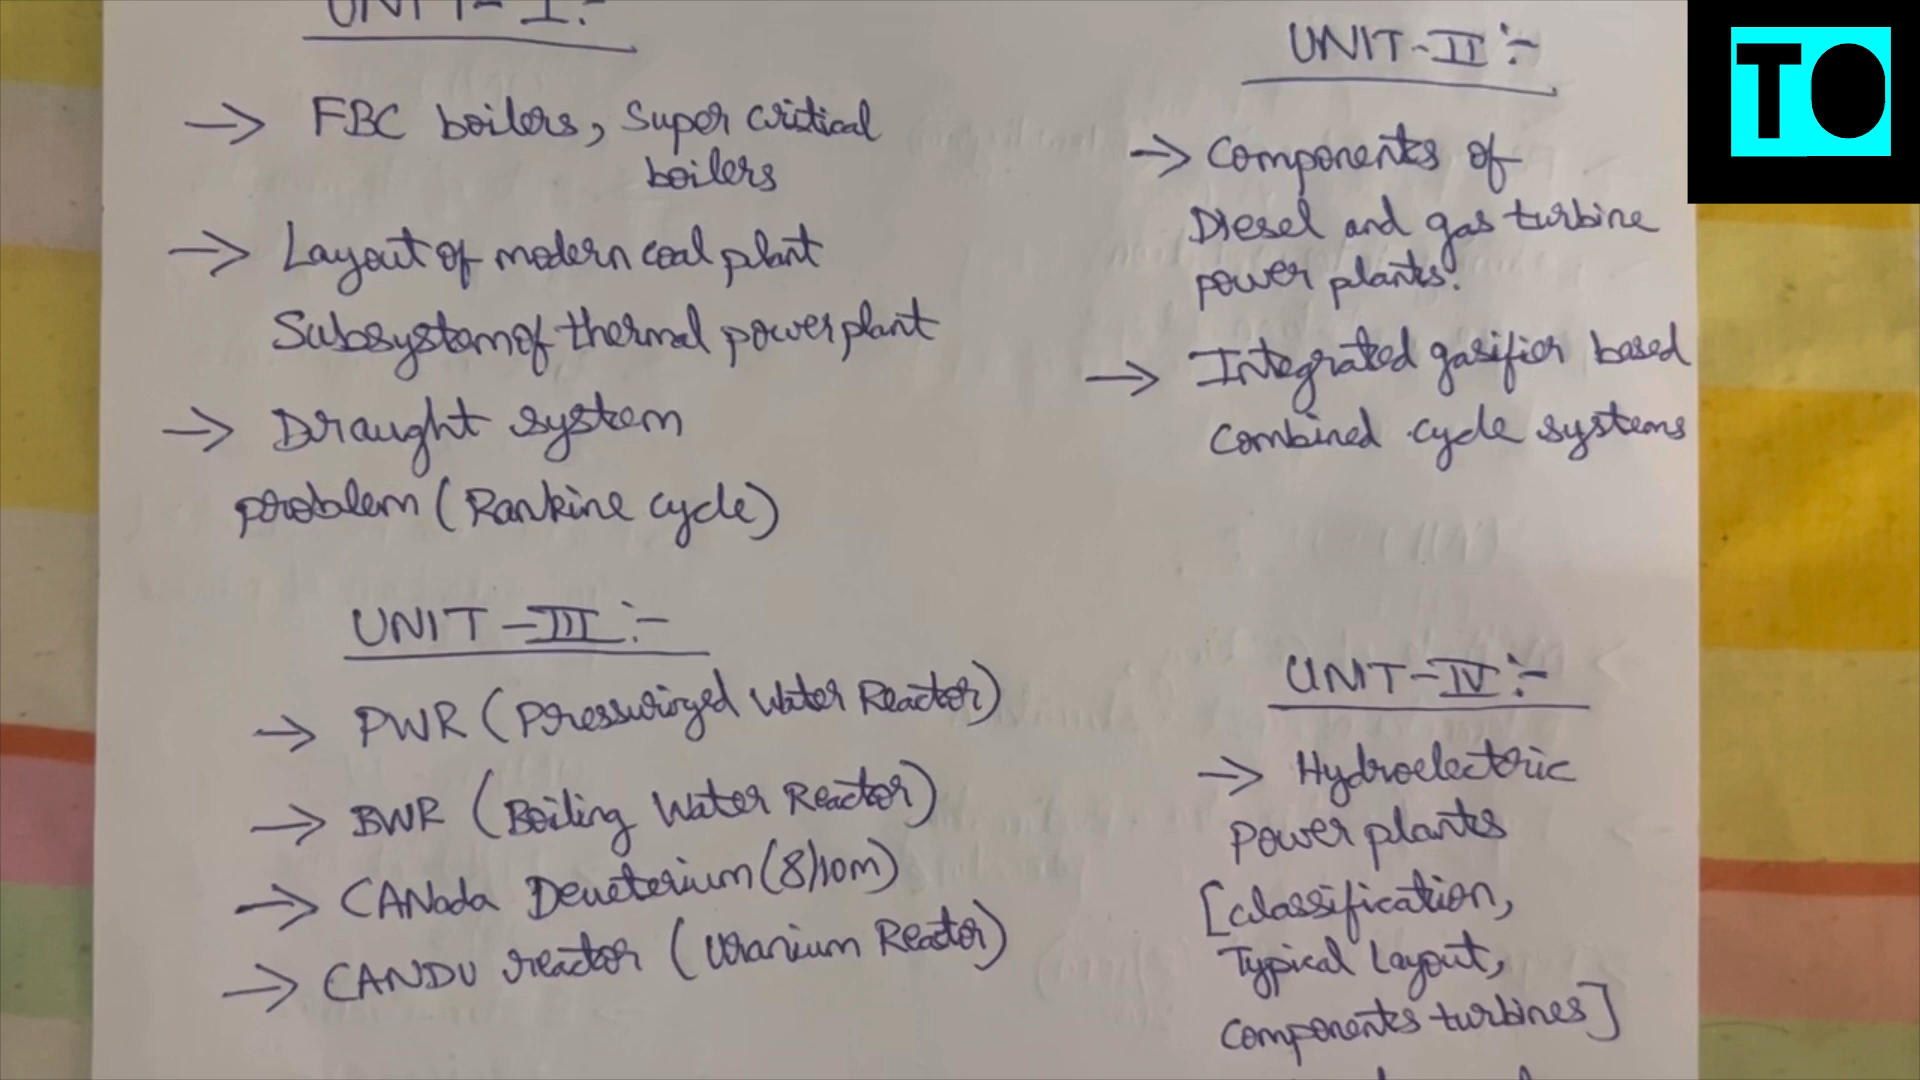 UNIT-I:-
→ FBC boilers, Super critical
boilers
→ Layout of modern coal plant
Subsystem of thermal power plant
→ Draught system
problem (Rankine cycle)
UNIT-II:-
→ Components of
Diesel and gas turbine
power plants.
→ Integrated gasifier based
Combined cycle systems
UNIT-III:-
→ PWR (Pressurized Water Reactor)
→ BWR (Boiling Water Reactor)
→ CANada Deueterium (8/10m)
→ CANDU reactor (Uranium Reactor)
UNIT-IV:-
→ Hydroelectric
Power plants
[classification,
Typical Layout,
Components turbines]
TO